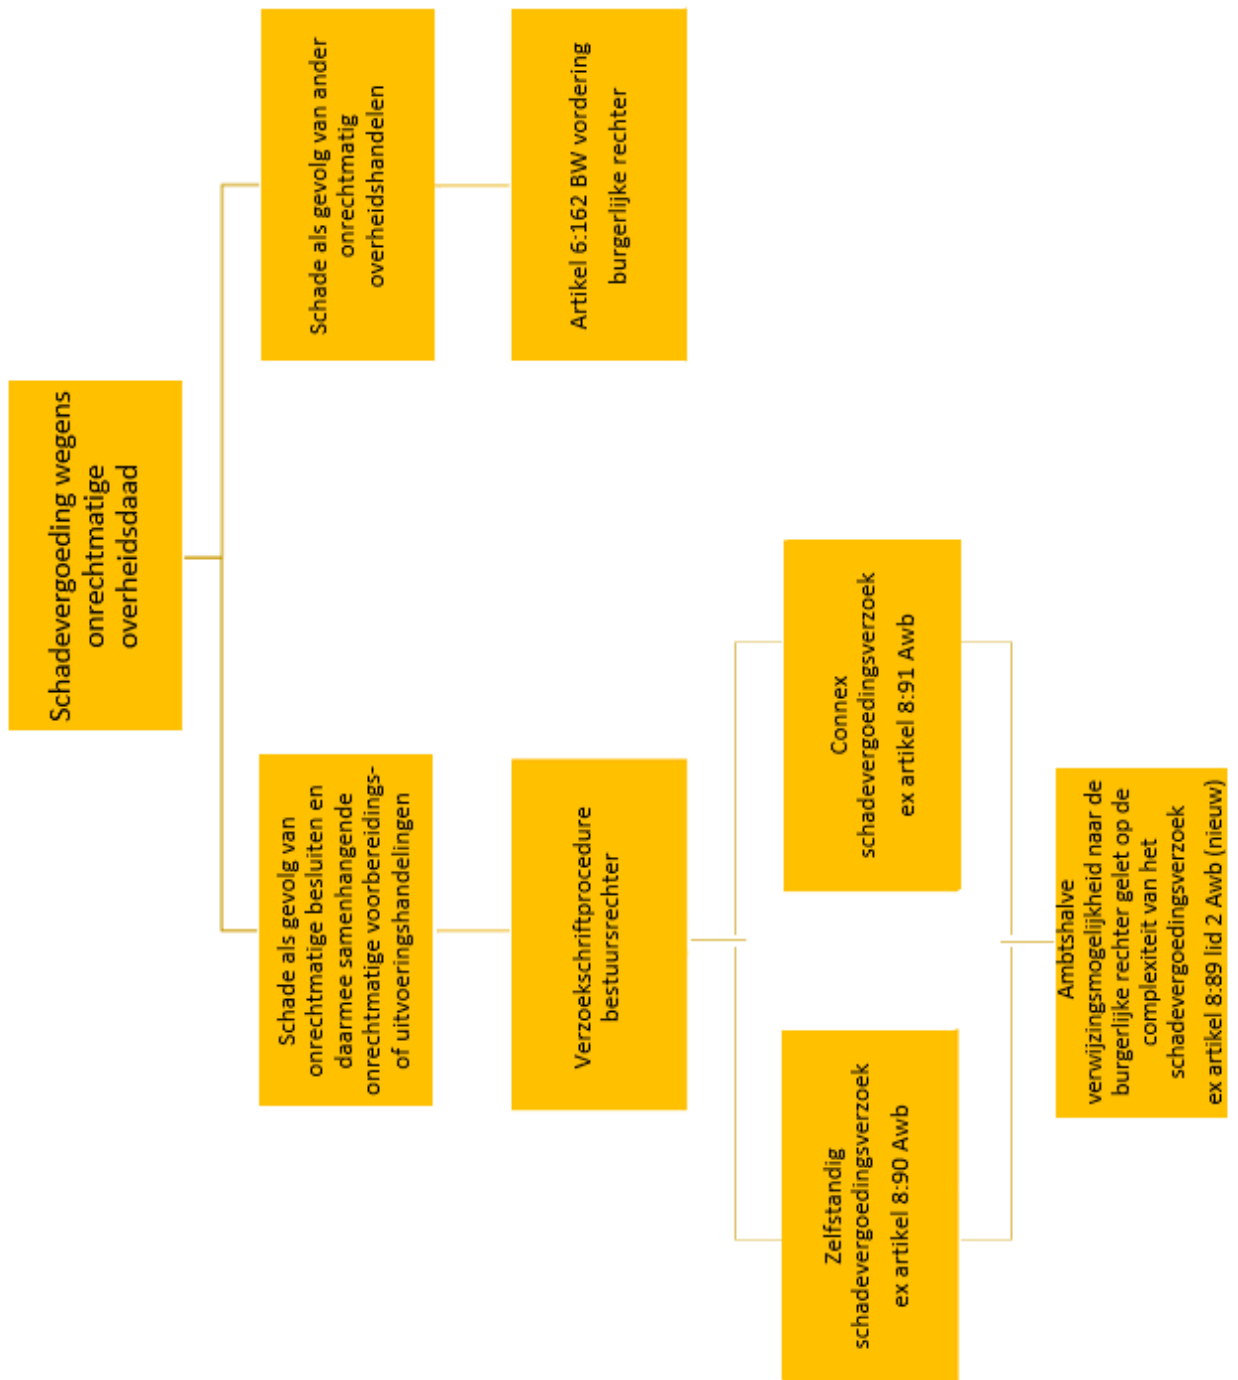 Schadevergoeding wegens
onrechtmatige
overheidsdaad
Schade als gevolg van
onrechtmatige besluiten en
daarmee samenhangende
onrechtmatige voorbereidings-
of uitvoeringshandelingen
Schade als gevolg van ander
onrechtmatig
overheidshandelen
Verzoekschriftprocedure
bestuursrechter
Artikel 6:162 BW vordering
burgerlijke rechter
Zelfstandig
schadevergoedingsverzoek
ex artikel 8:90 Awb
Connex
schadevergoedingsverzoek
ex artikel 8:91 Awb
Ambtshalve
verwijzingsmogelijkheid naar de
burgerlijke rechter gelet op de
complexiteit van het
schadevergoedingsverzoek
ex artikel 8:89 lid 2 Awb (nieuw)